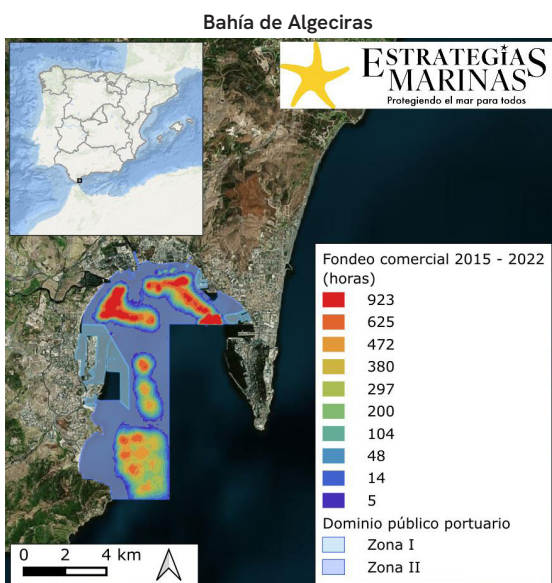 Bahía de Algeciras
ESTRATEGIAS
MARINAS
Protegiendo el mar para todos
Fondeo comercial 2015 - 2022
(horas)
923
625
472
380
297
200
104
48
14
5
Dominio público portuario
Zona I
Zona II
0 2 4 km